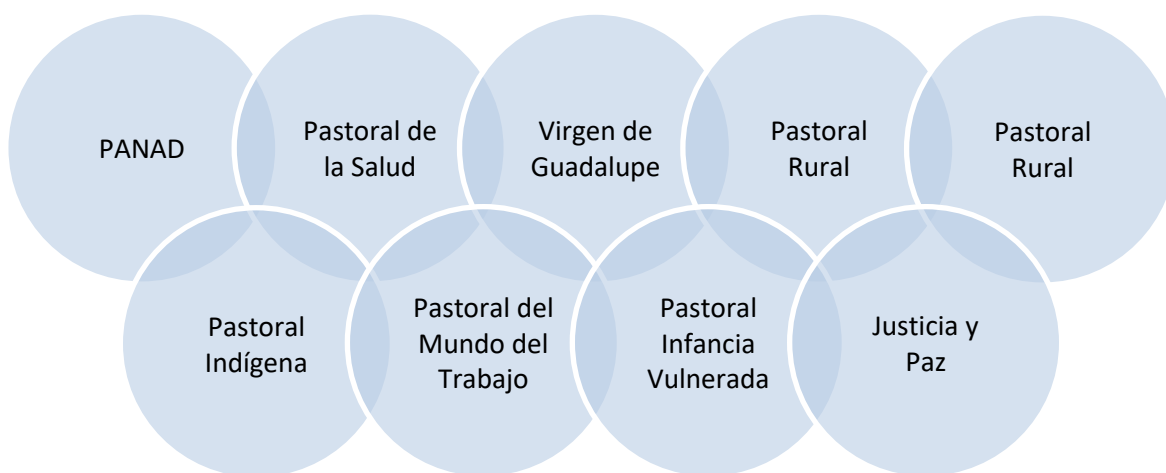 PANAD
Pastoral de
la Salud
Virgen de
Guadalupe
Pastoral
Rural
Pastoral
Rural
Pastoral
Indígena
Pastoral del
Mundo del
Trabajo
Pastoral
Infancia
Vulnerada
Justicia y
Paz